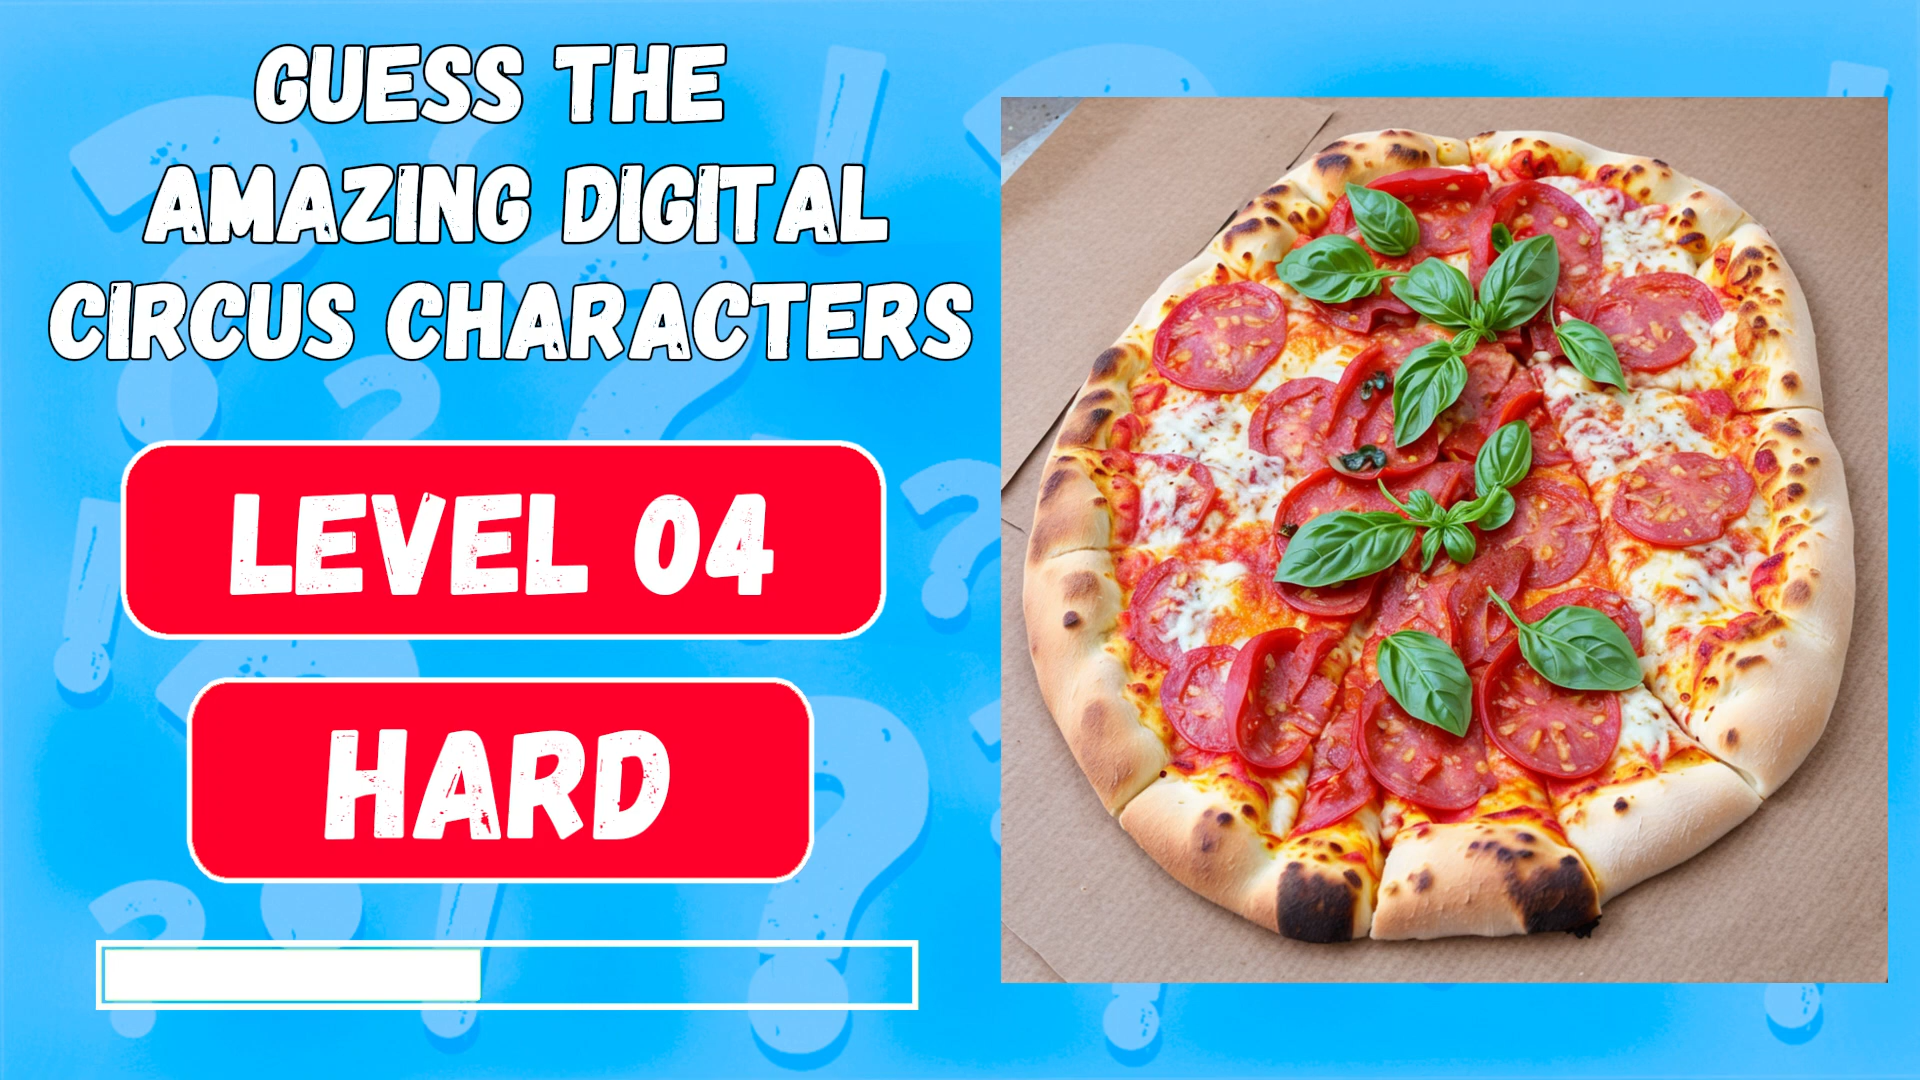 GUESS THE
AMAZING DIGITAL
CIRCUS CHARACTERS
LEVEL 04
HARD